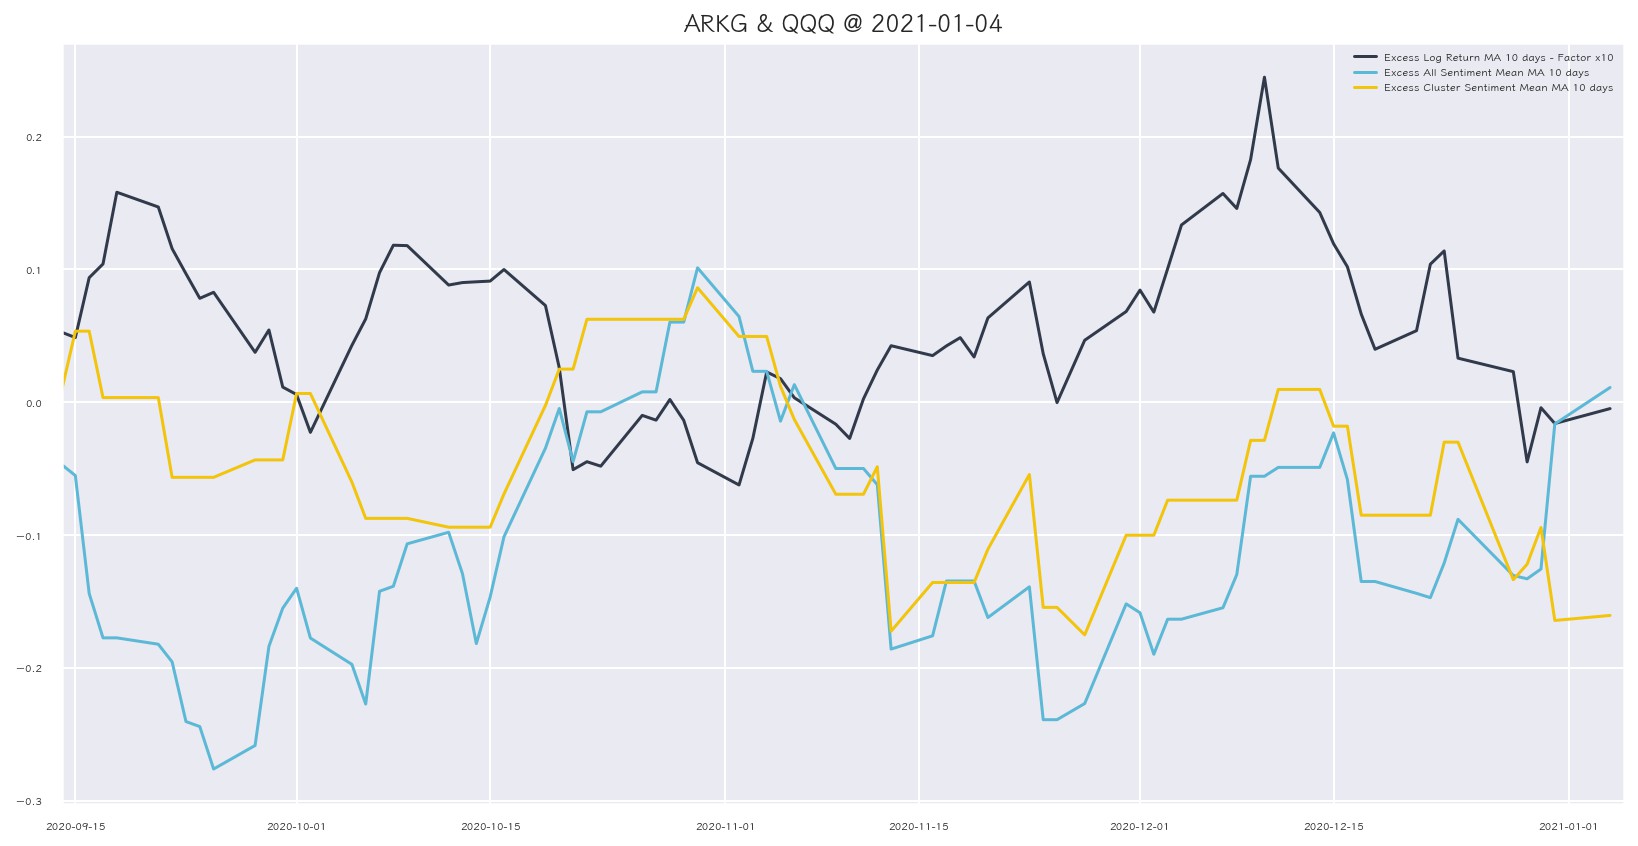 ARKG & QQQ @ 2021-01-04
Excess Log Return MA 10 days - Factor x10
Excess All Sentiment Mean MA 10 days
Excess Cluster Sentiment Mean MA 10 days
0.2
0.1
0.0
−0.1
−0.2
−0.3
2020-09-15 2020-10-01 2020-10-15 2020-11-01 2020-11-15 2020-12-01 2020-12-15 2021-01-01